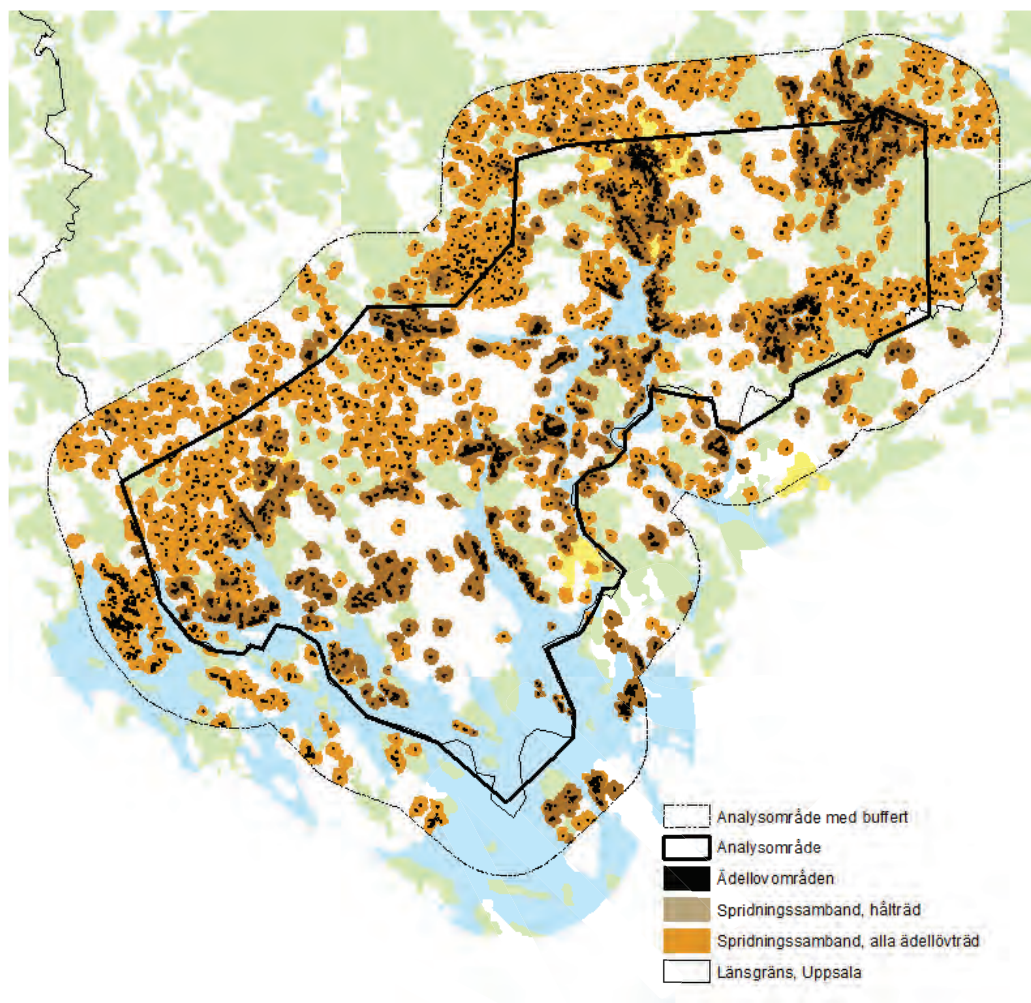 Analysområde med buffert
Analysområde
Ädellövområden
Spridningssamband, hålträd
Spridningssamband, alla ädellövträd
Länsgräns, Uppsala